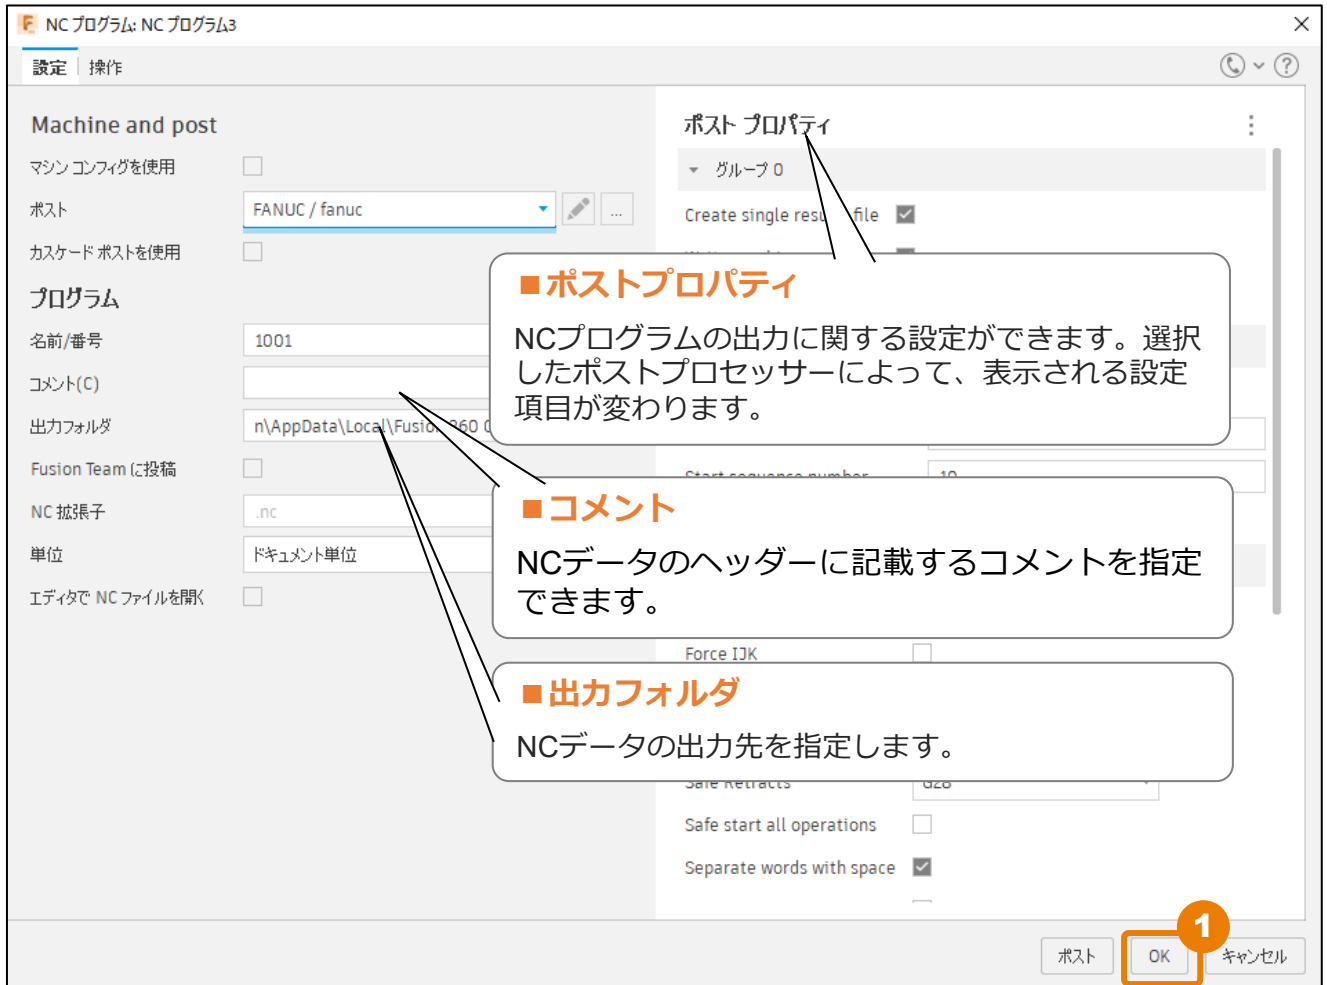 NC プログラム: NC プログラム3
設定 操作
Machine and post
マシン コンフィグを使用
ポスト FANUC / fanuc ...
カスケード ポストを使用
プログラム
名前/番号 1001
コメント(C)
出力フォルダ n\AppData\Local\Fusion 360
Fusion Team に投稿
NC 拡張子 .nc
単位 ドキュメント単位
エディタで NC ファイルを開く
ポスト プロパティ
グループ 0
Create single results file
■ポストプロパティ
NCプログラムの出力に関する設定ができます。選択
したポストプロセッサーによって、表示される設定
項目が変わります。
Start sequence number 10
■コメント
NCデータのヘッダーに記載するコメントを指定
できます。
Force IJK
■出力フォルダ
NCデータの出力先を指定します。
Safe Retracts G28
Safe start all operations
Separate words with space
1
ポスト OK キャンセル